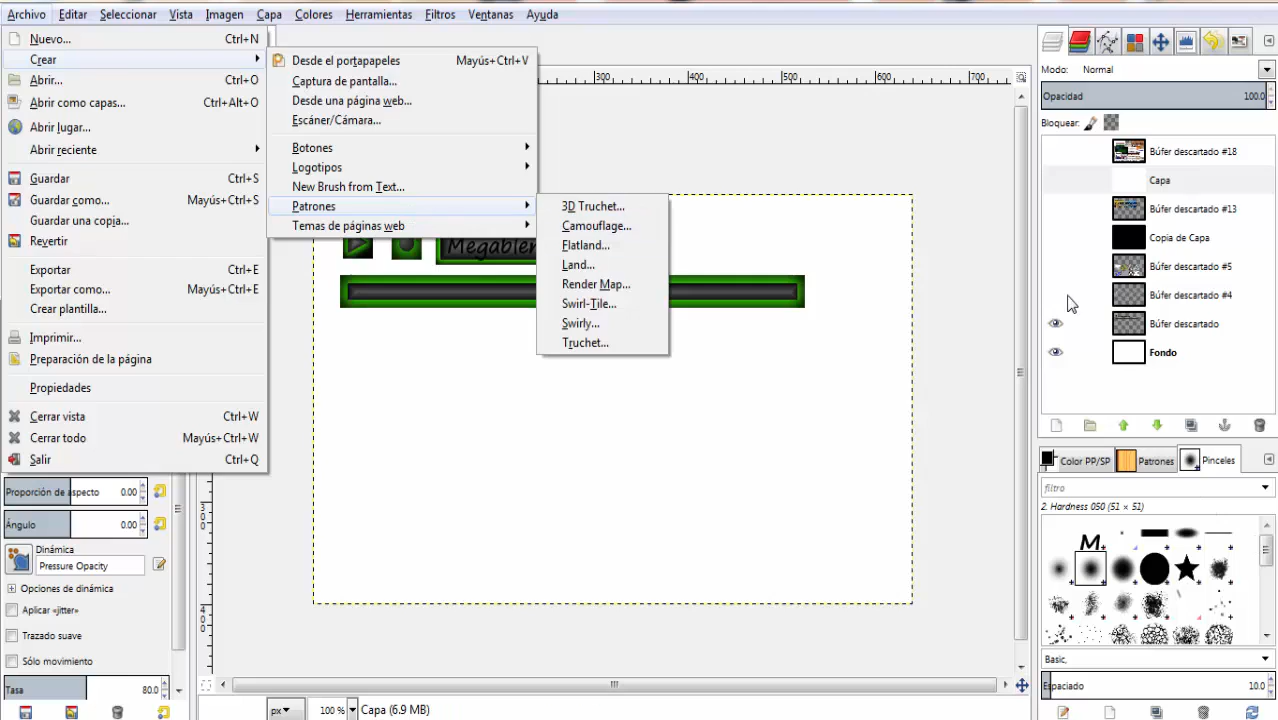 Archivo Editar Seleccionar Vista Imagen Capa Colores Herramientas Filtros Ventanas Ayuda
Nuevo... Ctrl+N
Crear
Abrir... Ctrl+O
Abrir como capas... Ctrl+Alt+O
Abrir lugar...
Abrir reciente
Guardar Ctrl+S
Guardar como... Mayús+Ctrl+S
Guardar una copja...
Revertir
Exportar Ctrl+E
Exportar como... Mayús+Ctrl+E
Crear plantilla...
Imprimir...
Preparación de la página
Propiedades
Cerrar vista Ctrl+W
Cerrar todo Mayús+Ctrl+W
Salir Ctrl+Q
Desde el portapapeles Mayús+Ctrl+V
Captura de pantalla...
Desde una página web...
Escáner/Cámara...
Botones
Logotipos
New Brush from Text...
Patrones
Temas de páginas web
3D Truchet...
Camouflage...
Flatland...
Land...
Render Map...
Swirl-Tile...
Swirly...
Truchet...
300 400 500 600 700
Megabler
Proporción de aspecto 0.00
Ángulo 0.00
Dinámica
Pressure Opacity
Opciones de dinámica
Aplicar «jitter»
Trazado suave
Sólo movimiento
Tasa 80.0
300
400
px 100 % Capa (6.9 MB)
Modo: Normal
Opacidad 100.0
Bloquear:
Búfer descartado #18
Capa
Búfer descartado #13
Copia de Capa
Búfer descartado #5
Búfer descartado #4
Búfer descartado
Fondo
Color PP/SP Patrones Pinceles
filtro
2. Hardness 050 (51 × 51)
M
Basic,
Espaciado 10.0